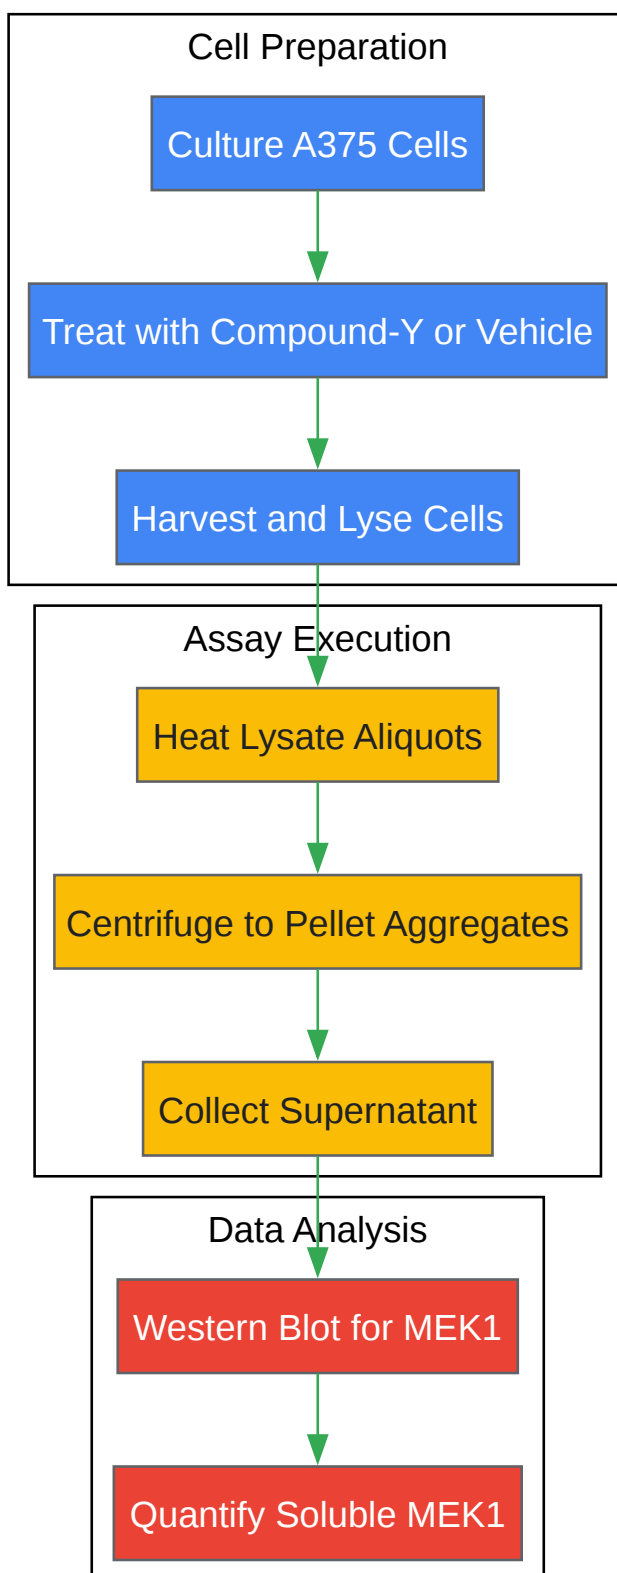 Cell Preparation
Culture A375 Cells
Treat with Compound-Y or Vehicle
Harvest and Lyse Cells
Assay Execution
Heat Lysate Aliquots
Centrifuge to Pellet Aggregates
Collect Supernatant
Data Analysis
Western Blot for MEK1
Quantify Soluble MEK1